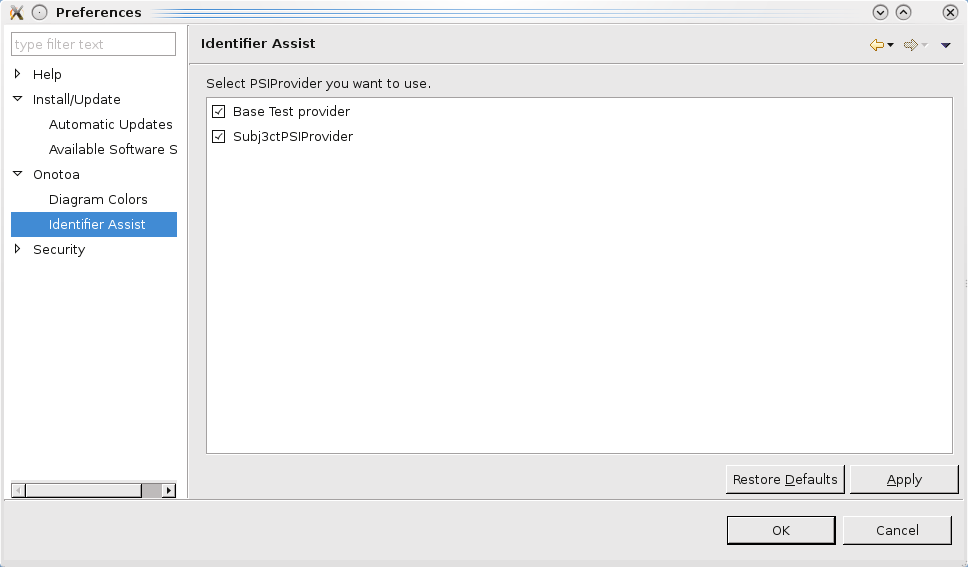 Preferences
type filter text
Help
Install/Update
Automatic Updates
Available Software S
Onotoa
Diagram Colors
Identifier Assist
Security
Identifier Assist
Select PSIProvider you want to use.
Base Test provider
Subj3ctPSIProvider
Restore Defaults
Apply
OK
Cancel